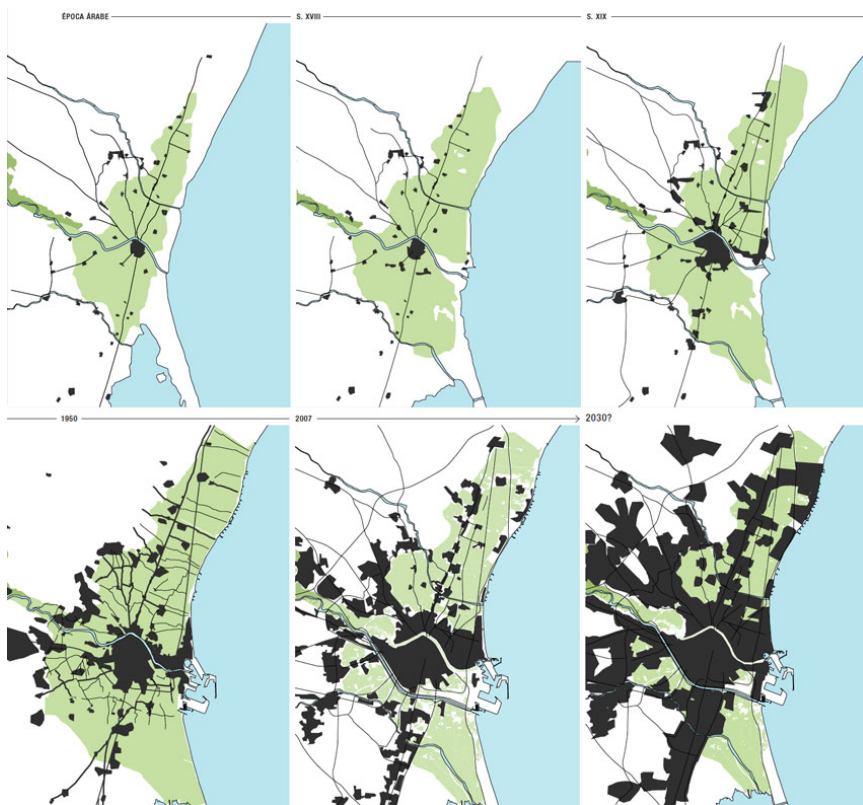 ÉPOCA ÁRABE
S. XVIII
S. XIX
1950
2007
2030?